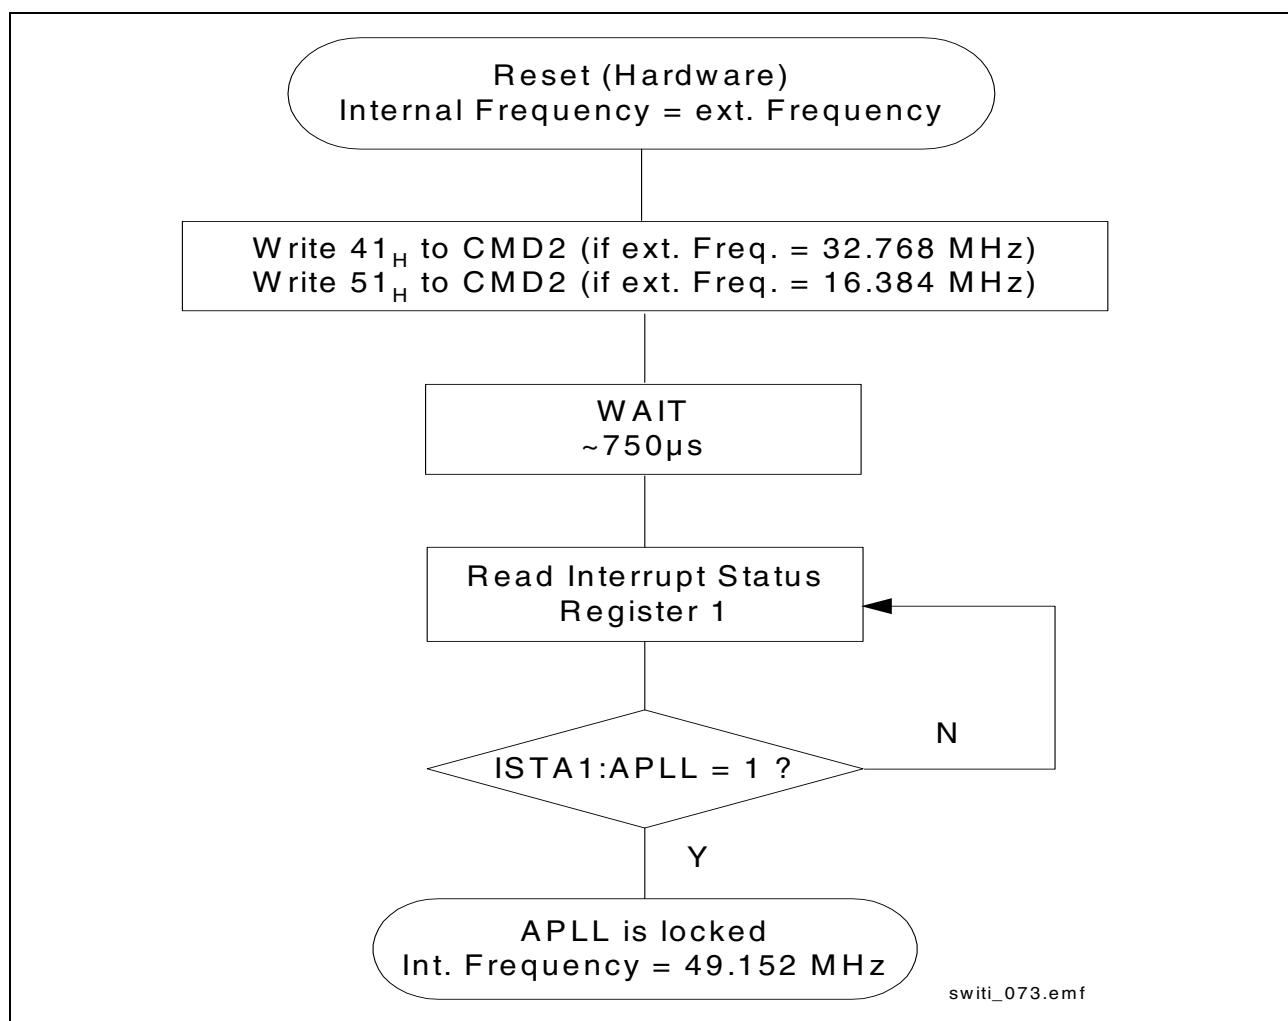 Reset (Hardware)
Internal Frequency = ext. Frequency
Write 41H to CMD2 (if ext. Freq. = 32.768 MHz)
Write 51H to CMD2 (if ext. Freq. = 16.384 MHz)
WAIT
~750µs
Read Interrupt Status
Register 1
N
ISTA1:APLL = 1 ?
Y
APLL is locked
Int. Frequency = 49.152 MHz
switi_073.emf